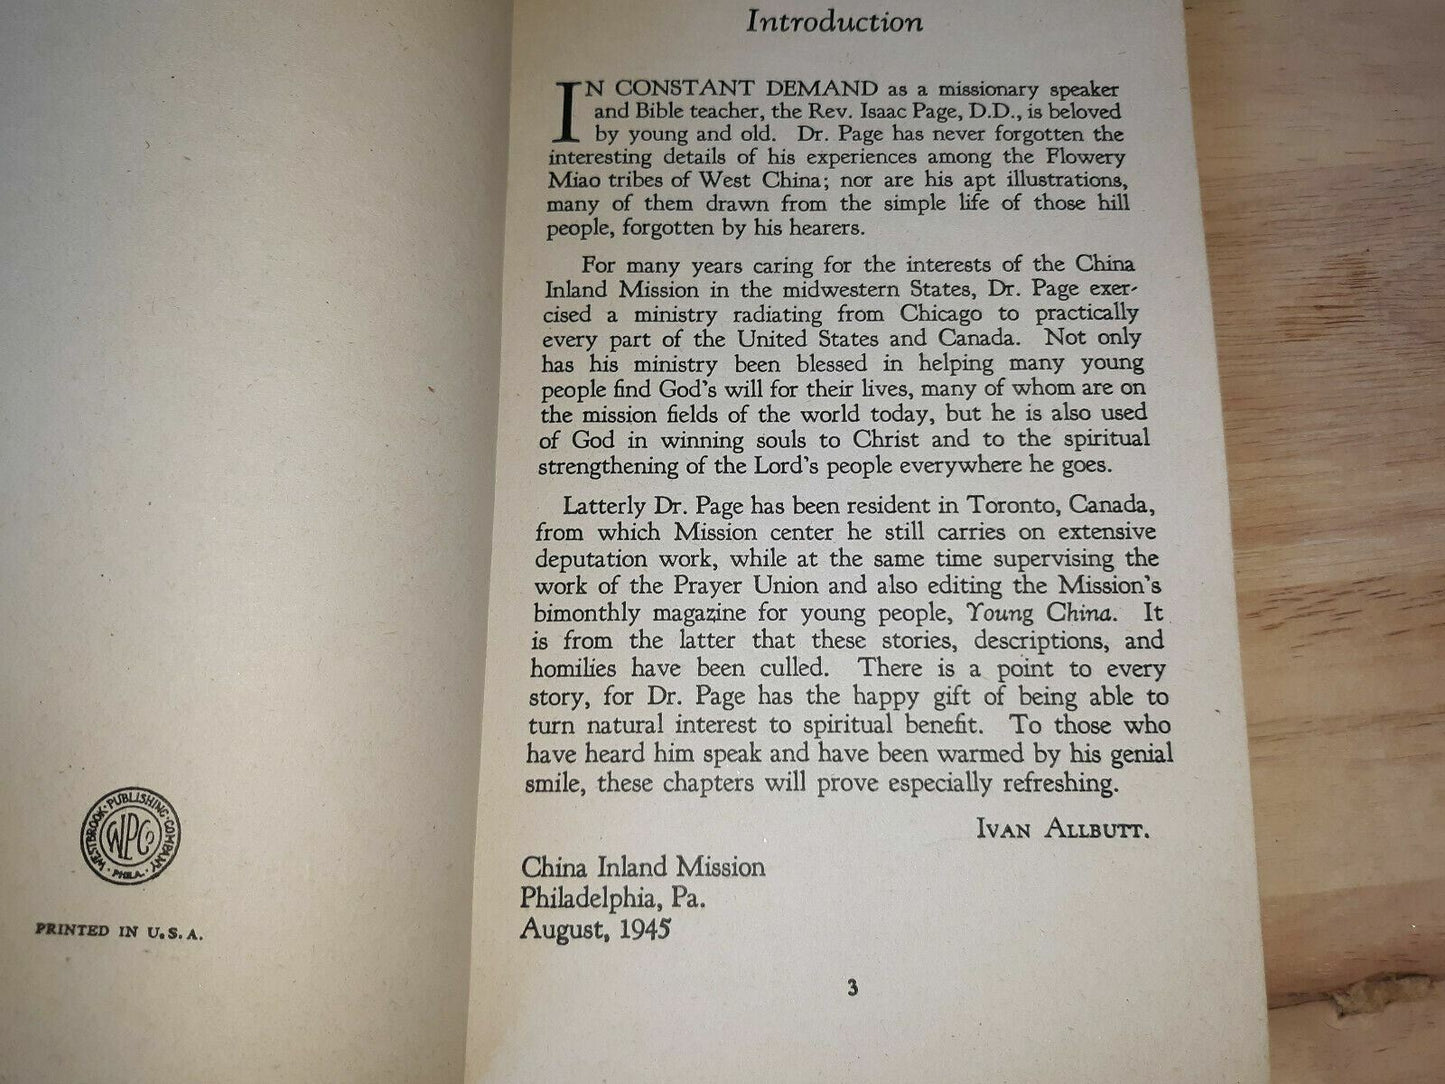 WESTBROOK · PUBLISHING · COMPANY · PHILA.
WPCo
PRINTED IN U.S.A.
Introduction
IN CONSTANT DEMAND as a missionary speaker
and Bible teacher, the Rev. Isaac Page, D.D., is beloved
by young and old. Dr. Page has never forgotten the
interesting details of his experiences among the Flowery
Miao tribes of West China; nor are his apt illustrations,
many of them drawn from the simple life of those hill
people, forgotten by his hearers.
For many years caring for the interests of the China
Inland Mission in the midwestern States, Dr. Page exer-
cised a ministry radiating from Chicago to practically
every part of the United States and Canada. Not only
has his ministry been blessed in helping many young
people find God's will for their lives, many of whom are on
the mission fields of the world today, but he is also used
of God in winning souls to Christ and to the spiritual
strengthening of the Lord's people everywhere he goes.
Latterly Dr. Page has been resident in Toronto, Canada,
from which Mission center he still carries on extensive
deputation work, while at the same time supervising the
work of the Prayer Union and also editing the Mission's
bimonthly magazine for young people, Young China. It
is from the latter that these stories, descriptions, and
homilies have been culled. There is a point to every
story, for Dr. Page has the happy gift of being able to
turn natural interest to spiritual benefit. To those who
have heard him speak and have been warmed by his genial
smile, these chapters will prove especially refreshing.
IVAN ALLBUTT.
China Inland Mission
Philadelphia, Pa.
August, 1945
3